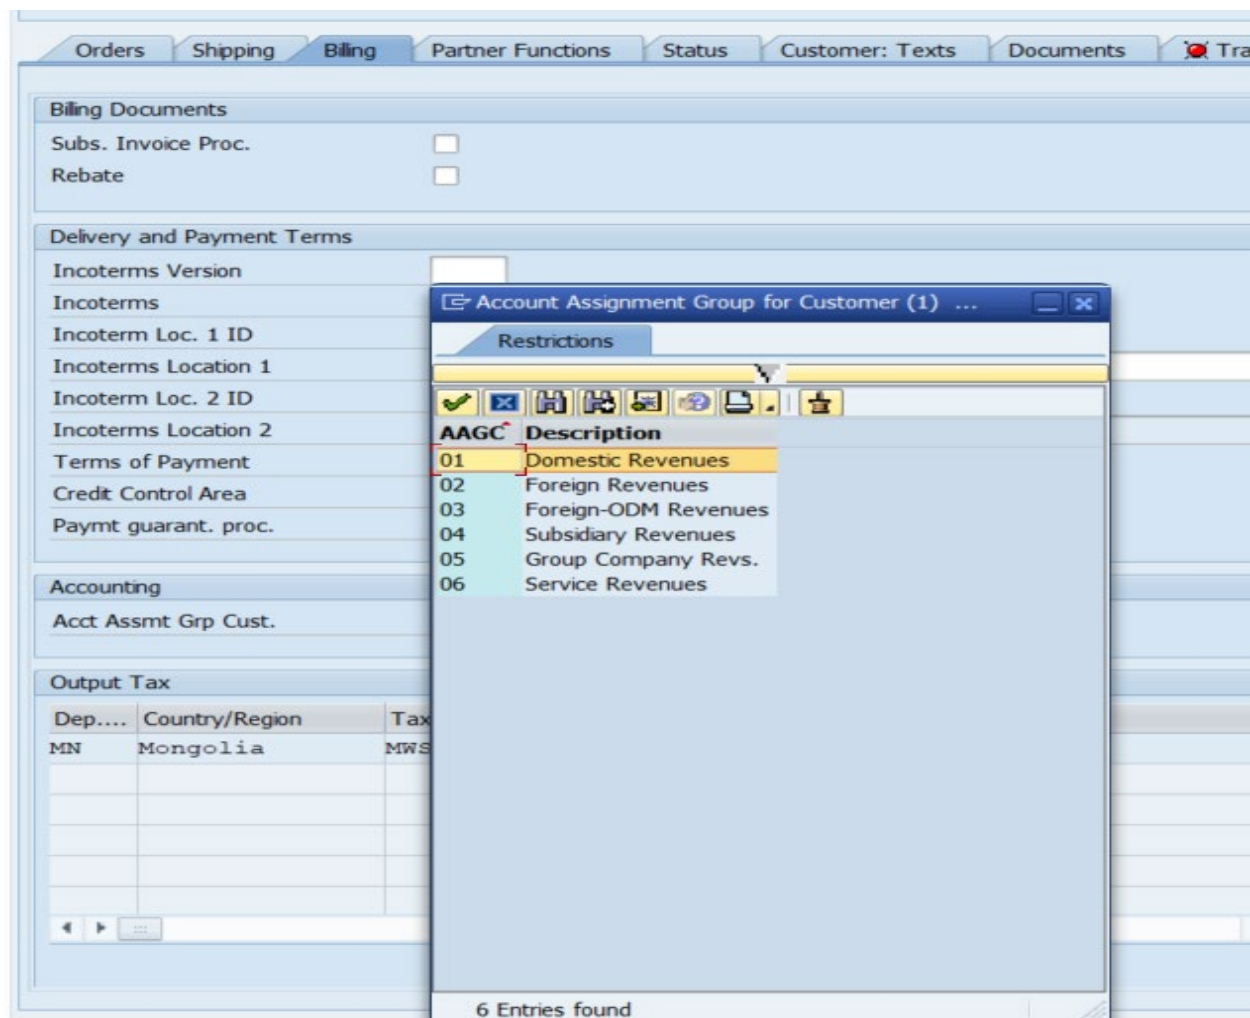 Orders Shipping Billing Partner Functions Status Customer: Texts Documents Tra
Billing Documents
Subs. Invoice Proc.
Rebate
Delivery and Payment Terms
Incoterms Version
Incoterms
Incoterm Loc. 1 ID
Incoterms Location 1
Incoterm Loc. 2 ID
Incoterms Location 2
Terms of Payment
Credit Control Area
Paymt guarant. proc.
Accounting
Acct Assmt Grp Cust.
Output Tax
Dep.... Country/Region Tax
MN Mongolia MWS
Account Assignment Group for Customer (1) ...
Restrictions
AAGC Description
01 Domestic Revenues
02 Foreign Revenues
03 Foreign-ODM Revenues
04 Subsidiary Revenues
05 Group Company Revs.
06 Service Revenues
6 Entries found